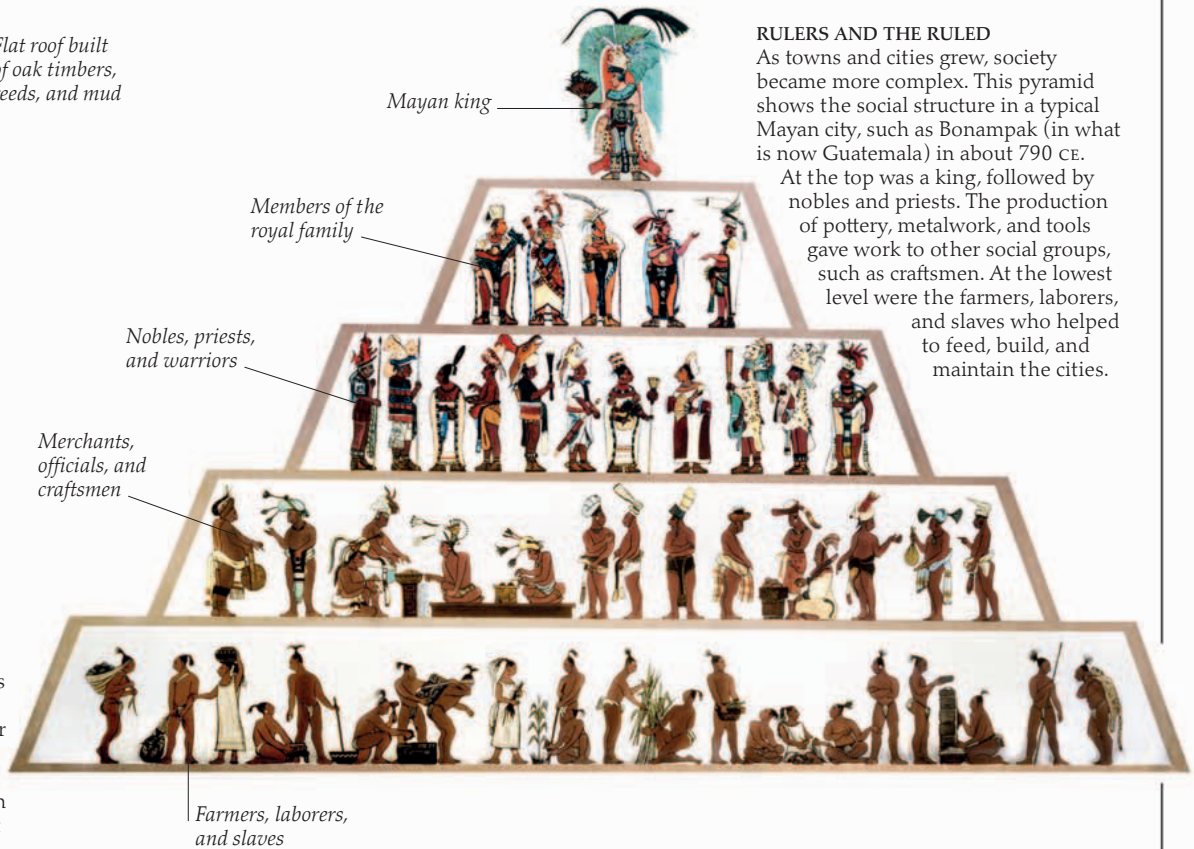 Flat roof built
of oak timbers,
reeds, and mud
Mayan king
RULERS AND THE RULED
As towns and cities grew, society
became more complex. This pyramid
shows the social structure in a typical
Mayan city, such as Bonampak (in what
is now Guatemala) in about 790 CE.
At the top was a king, followed by
nobles and priests. The production
of pottery, metalwork, and tools
gave work to other social groups,
such as craftsmen. At the lowest
level were the farmers, laborers,
and slaves who helped
to feed, build, and
maintain the cities.
Members of the
royal family
Nobles, priests,
and warriors
Merchants,
officials, and
craftsmen
Farmers, laborers,
and slaves